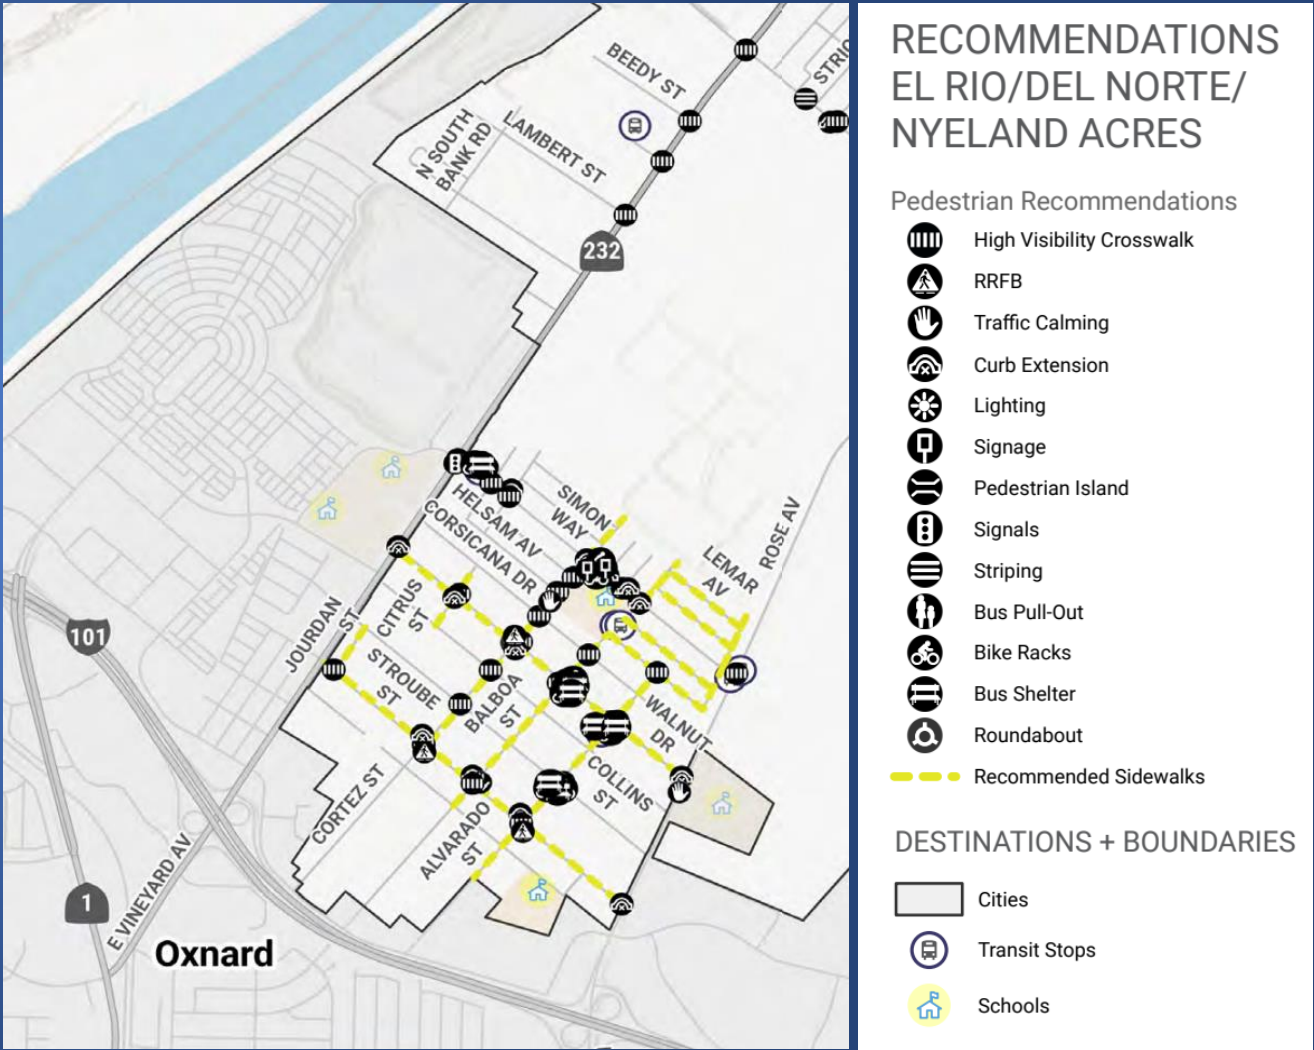 BEEDY ST
STRIC
N SOUTH
BANK RD
LAMBERT ST
232
SIMON
WAY
HELSAM AV
CORSICANA DR
ROSE AV
LEMAR
AV
CITRUS
ST
JOURDAN
ST
101
STROUBE
ST
BALBOA
ST
WALNUT
DR
COLLINS
ST
CORTEZ ST
ALVARADO
ST
1
E VINEYARD AV
Oxnard
RECOMMENDATIONS
EL RIO/DEL NORTE/
NYELAND ACRES
Pedestrian Recommendations
High Visibility Crosswalk
RRFB
Traffic Calming
Curb Extension
Lighting
Signage
Pedestrian Island
Signals
Striping
Bus Pull-Out
Bike Racks
Bus Shelter
Roundabout
Recommended Sidewalks
DESTINATIONS + BOUNDARIES
Cities
Transit Stops
Schools